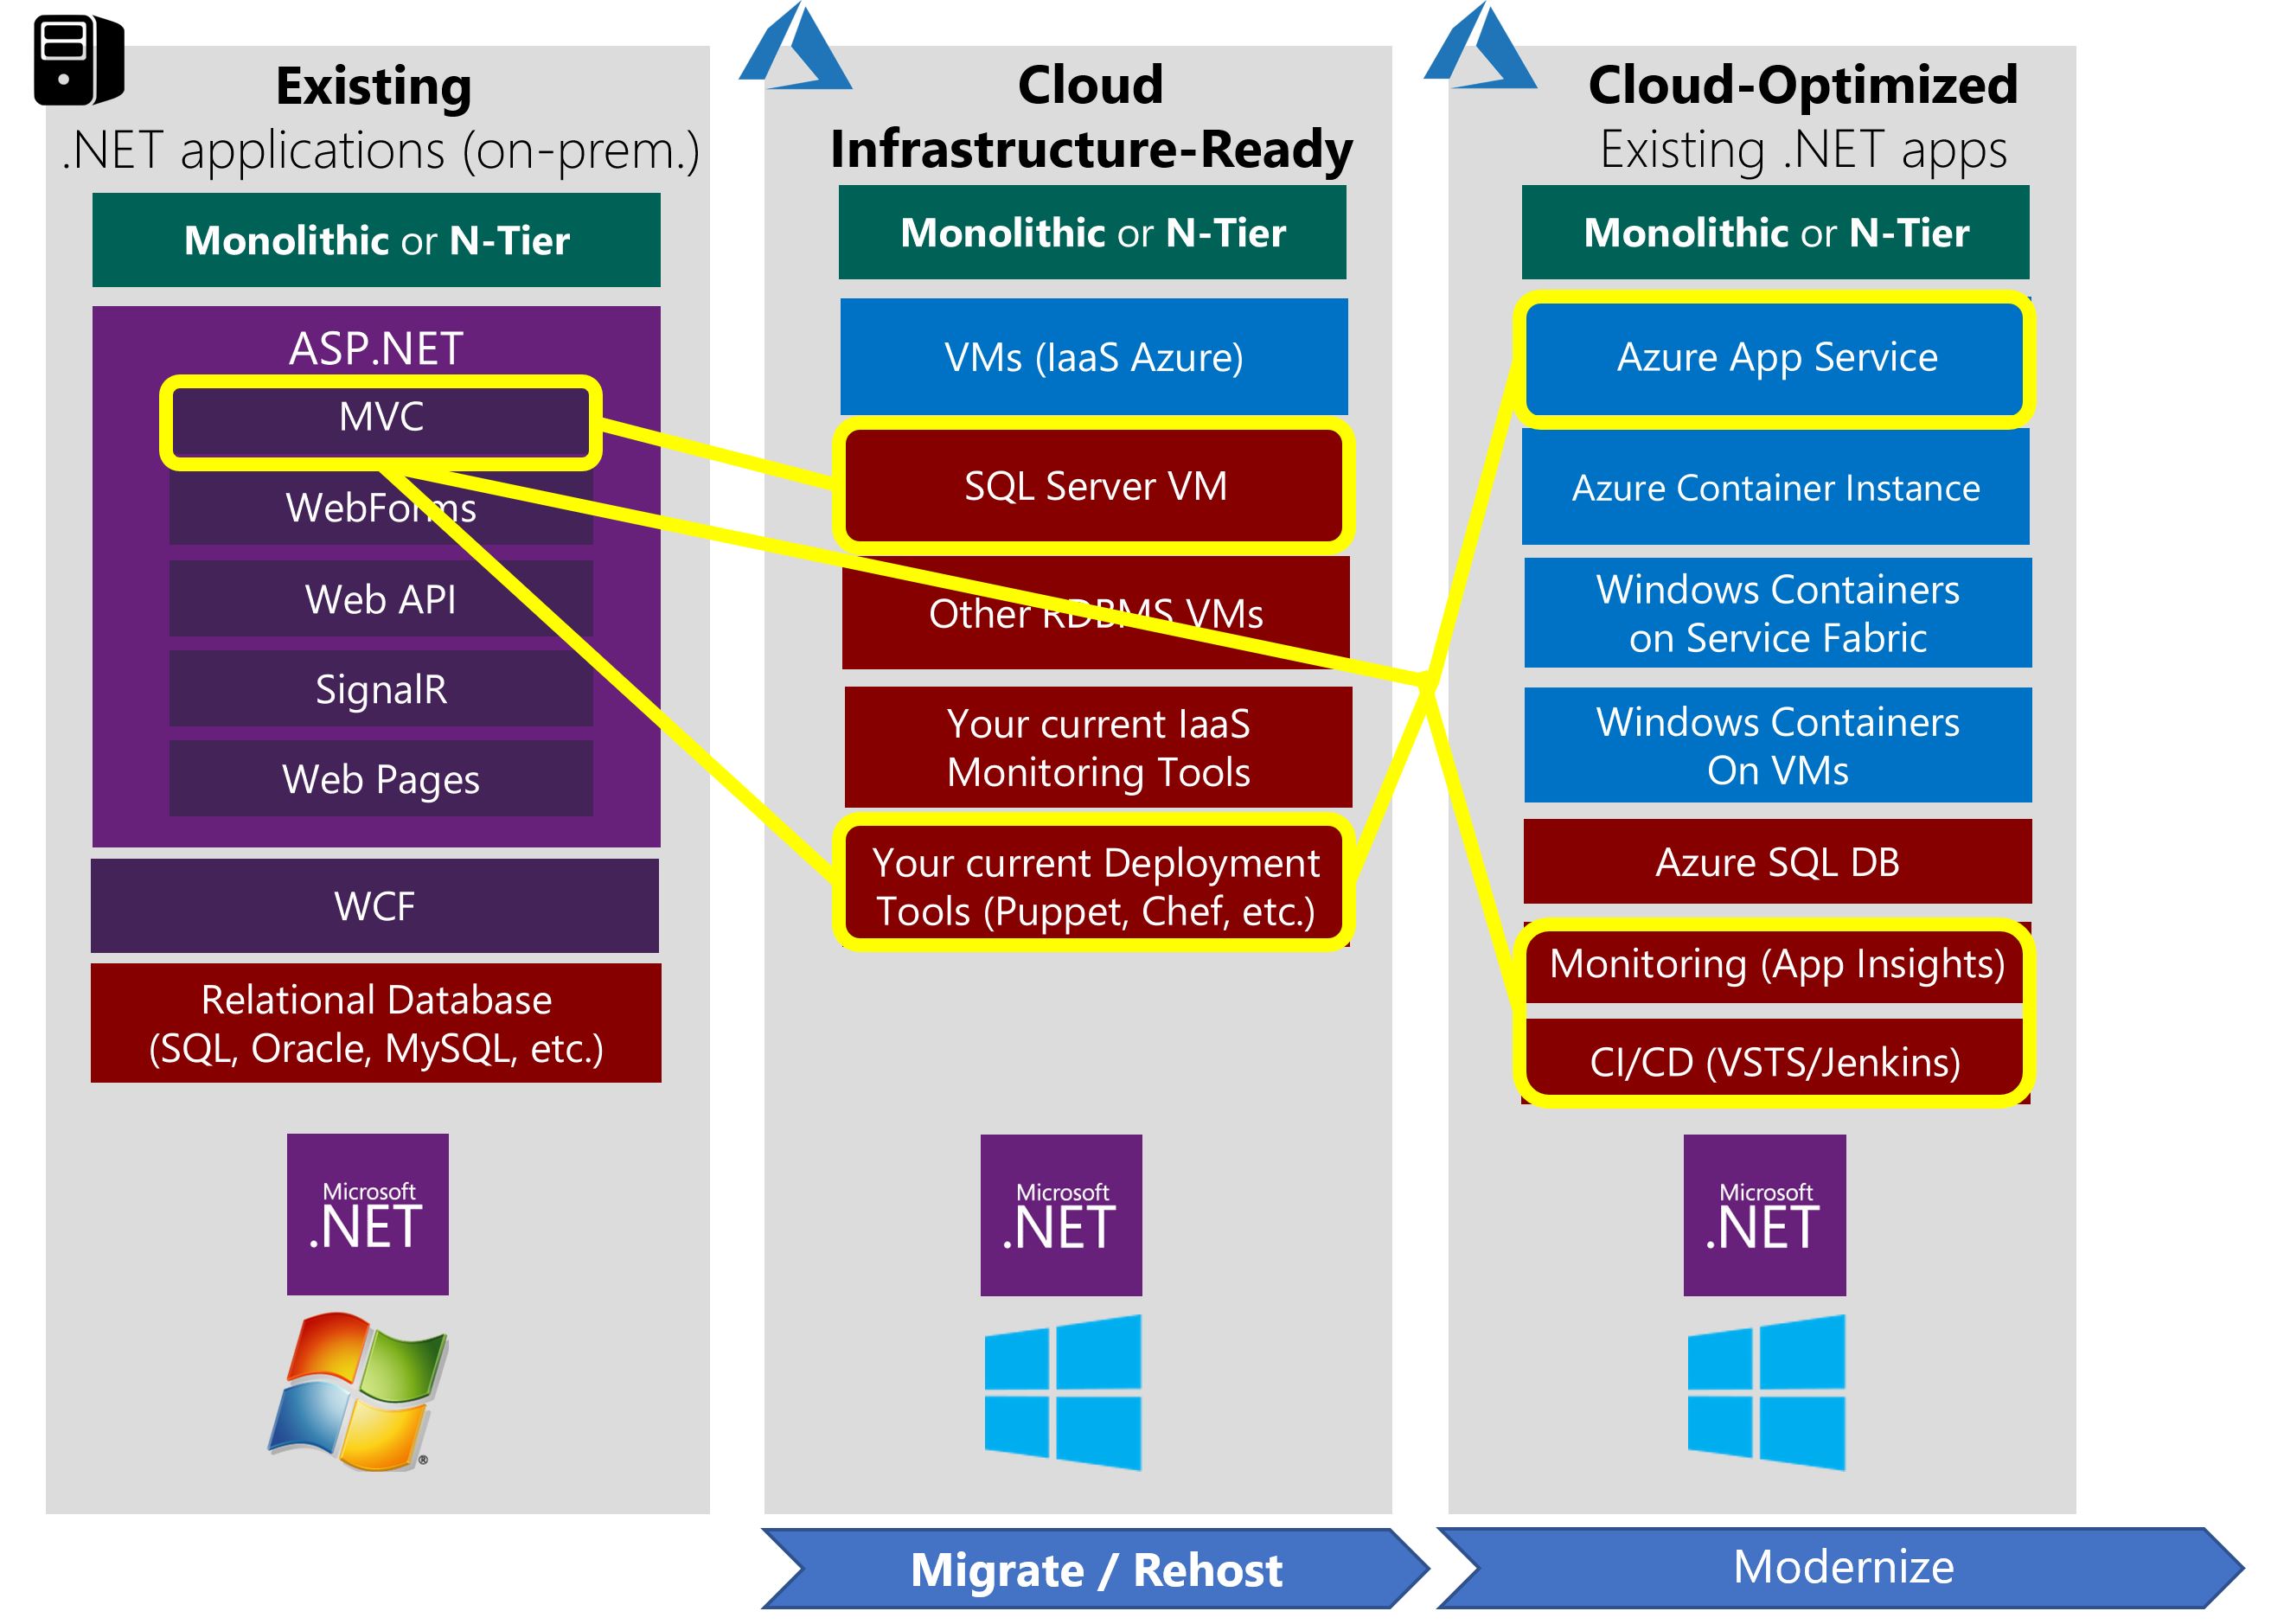 Existing
.NET applications (on-prem.)
Monolithic or N-Tier
ASP.NET
MVC
WebForms
Web API
SignalR
Web Pages
WCF
Relational Database
(SQL, Oracle, MySQL, etc.)
Microsoft
.NET
®
Cloud
Infrastructure-Ready
Monolithic or N-Tier
VMs (IaaS Azure)
SQL Server VM
Other RDBMS VMs
Your current IaaS
Monitoring Tools
Your current Deployment
Tools (Puppet, Chef, etc.)
Microsoft
.NET
Migrate / Rehost
Cloud-Optimized
Existing .NET apps
Monolithic or N-Tier
Azure App Service
Azure Container Instance
Windows Containers
on Service Fabric
Windows Containers
On VMs
Azure SQL DB
Monitoring (App Insights)
CI/CD (VSTS/Jenkins)
Microsoft
.NET
Modernize